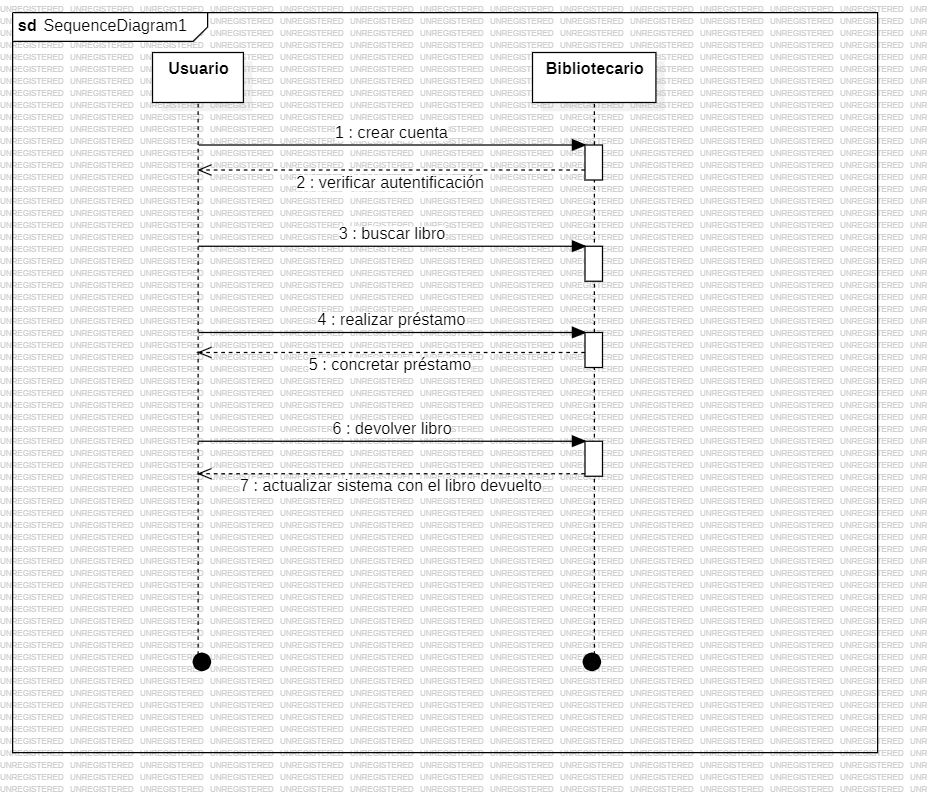 sd SequenceDiagram1
Usuario
Bibliotecario
1 : crear cuenta
2 : verificar autentificación
3 : buscar libro
4 : realizar préstamo
5 : concretar préstamo
6 : devolver libro
7 : actualizar sistema con el libro devuelto
UNREGISTERED